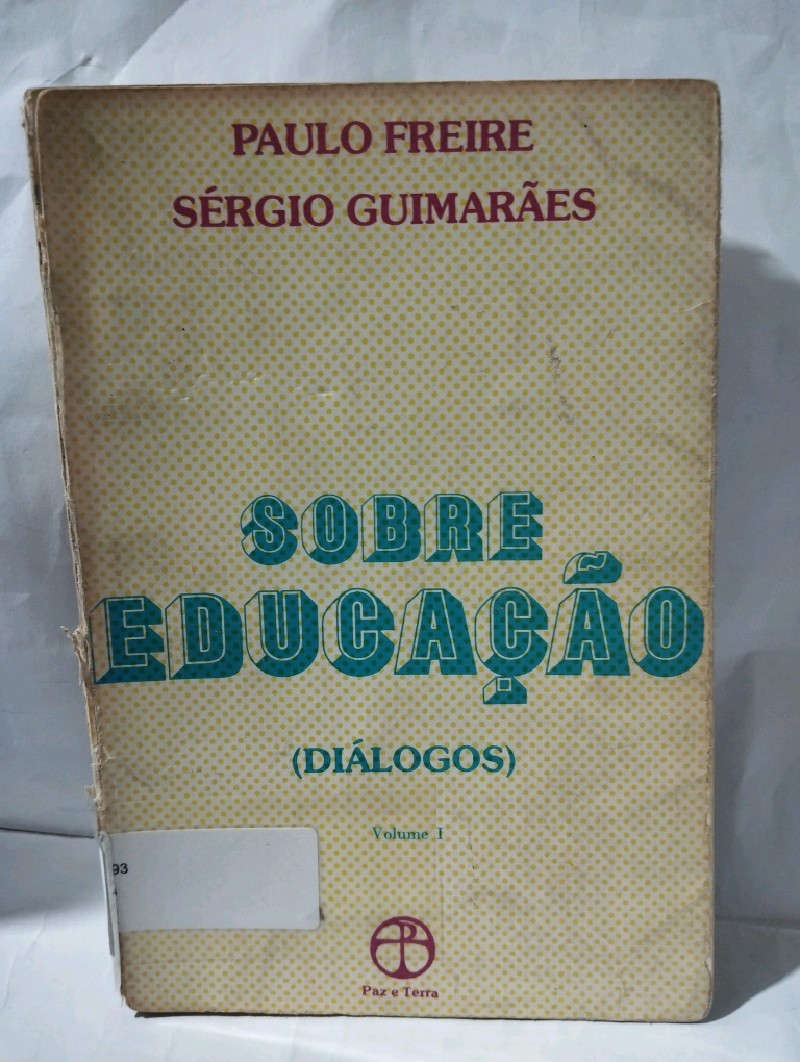 PAULO FREIRE
SÉRGIO GUIMARÃES
SOBRE
EDUCAÇÃO
(DIÁLOGOS)
Volume I
93
Paz e Terra